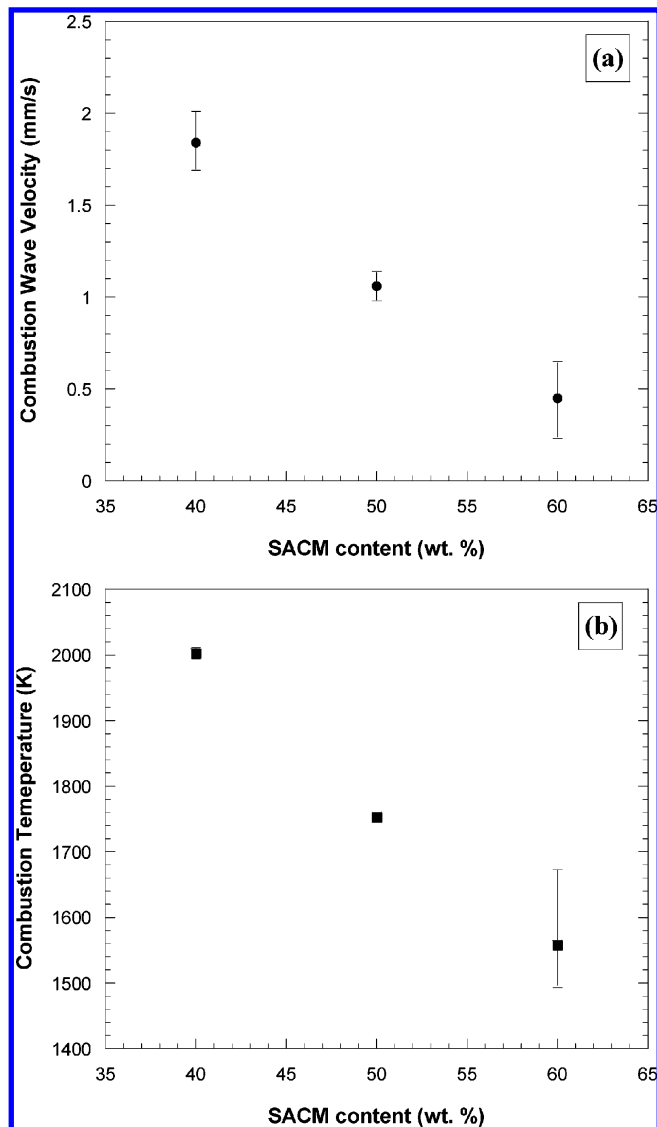 (a)
Combustion Wave Velocity (mm/s)
2.5
2
1.5
1
0.5
0
35 40 45 50 55 60 65
SACM content (wt. %)
(b)
Combustion Temeperature (K)
2100
2000
1900
1800
1700
1600
1500
1400
35 40 45 50 55 60 65
SACM content (wt. %)